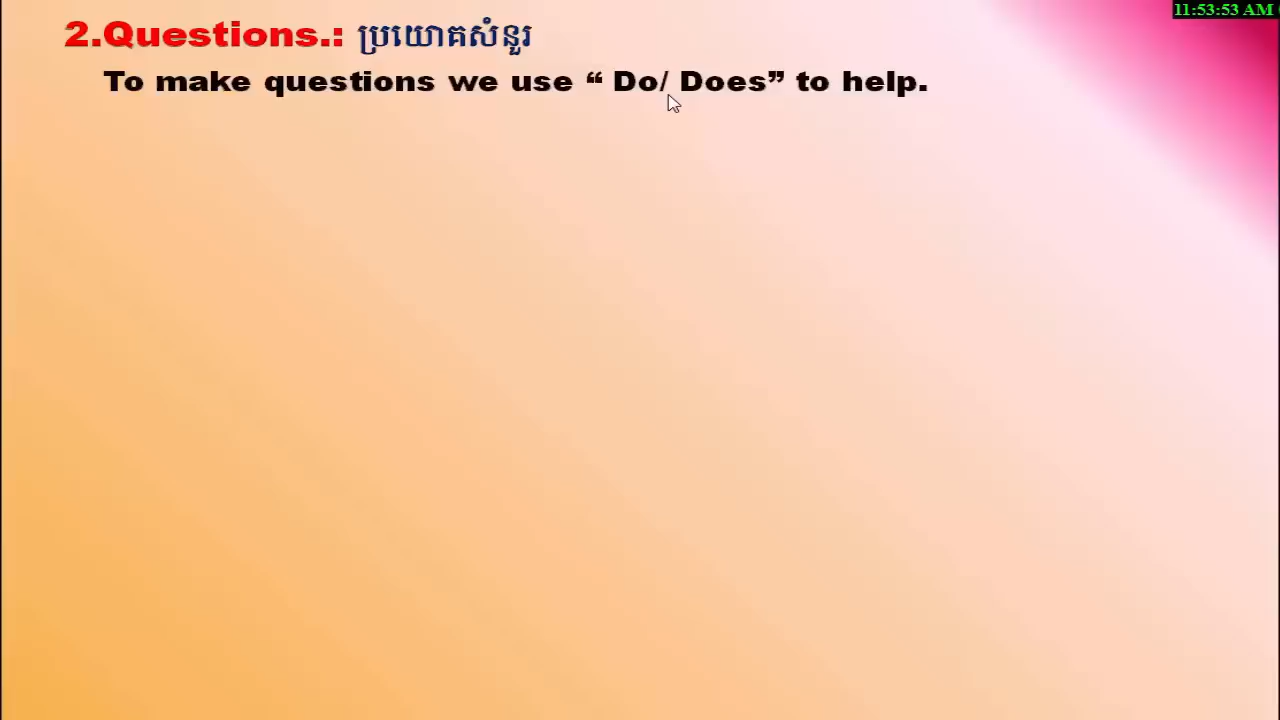 11:53:53 AM
2.Questions.: ប្រយោគសំនួរ
To make questions we use “ Do/ Does” to help.